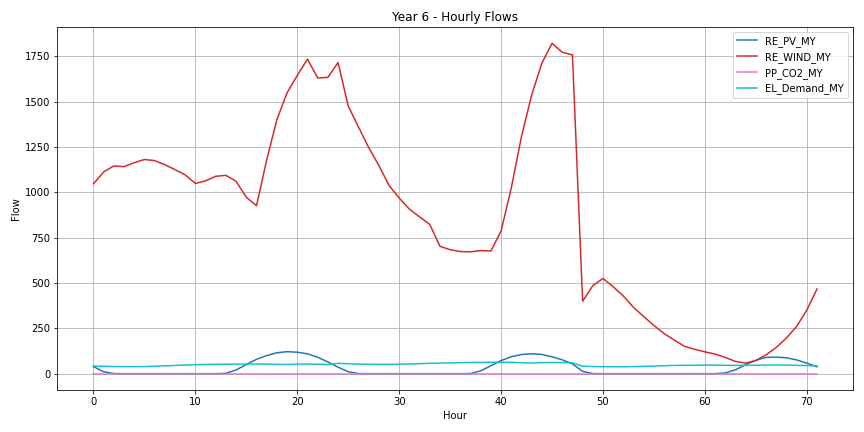 Year 6 - Hourly Flows
RE_PV_MY
RE_WIND_MY
PP_CO2_MY
EL_Demand_MY
1750
1500
1250
1000
750
500
250
0
Flow
0 10 20 30 40 50 60 70
Hour